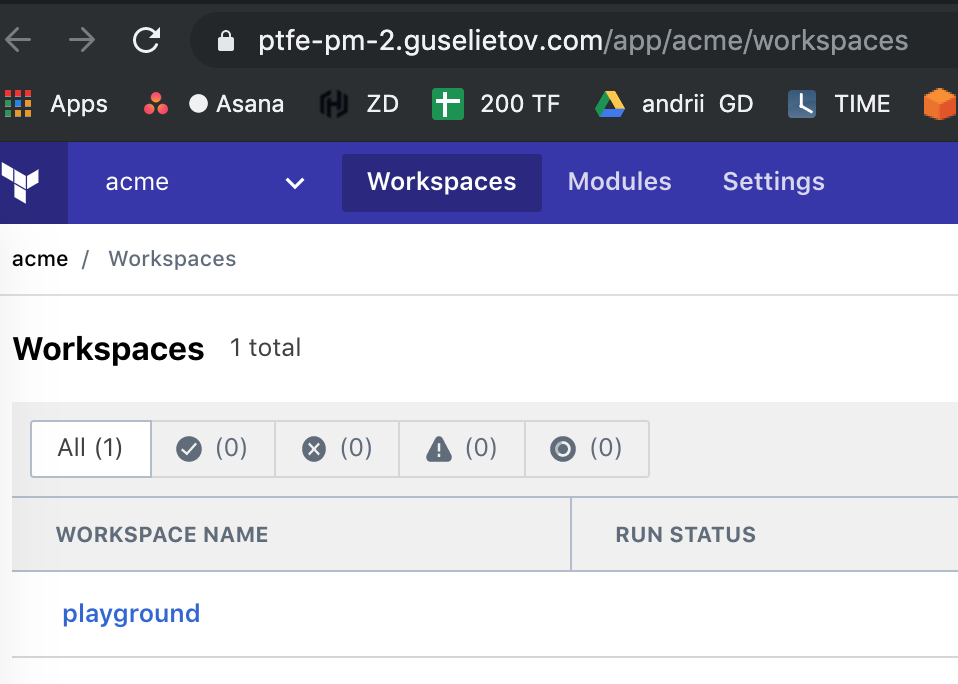 ptfe-pm-2.guselietov.com/app/acme/workspaces
Apps Asana ZD 200 TF andrii GD TIME
acme Workspaces Modules Settings
acme / Workspaces
Workspaces 1 total
All (1) (0) (0) (0) (0)
WORKSPACE NAME RUN STATUS
playground